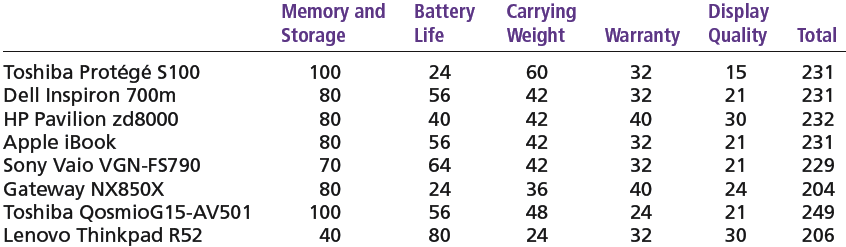 Memory and Battery Carrying Display
Storage Life Weight Warranty Quality Total
Toshiba Protégé S100 100 24 60 32 15 231
Dell Inspiron 700m 80 56 42 32 21 231
HP Pavilion zd8000 80 40 42 40 30 232
Apple iBook 80 56 42 32 21 231
Sony Vaio VGN-FS790 70 64 42 32 21 229
Gateway NX850X 80 24 36 40 24 204
Toshiba QosmioG15-AV501 100 56 48 24 21 249
Lenovo Thinkpad R52 40 80 24 32 30 206